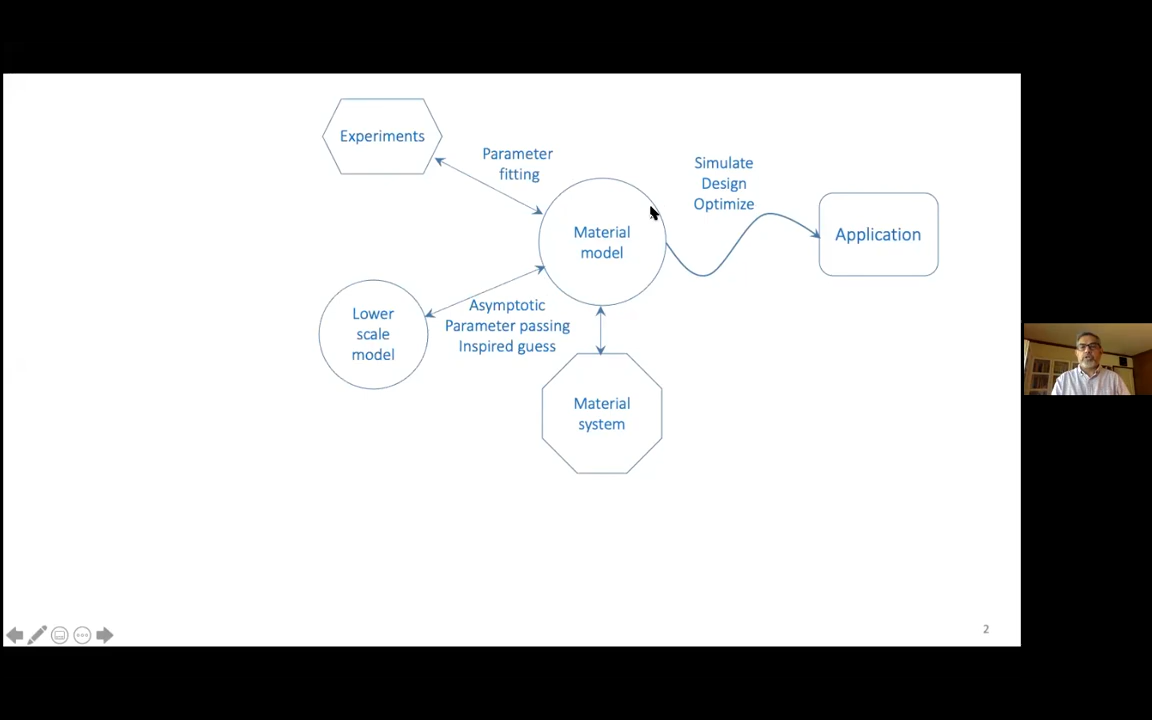 Experiments
Parameter
fitting
Simulate
Design
Optimize
Material
model
Application
Lower
scale
model
Asymptotic
Parameter passing
Inspired guess
Material
system
2